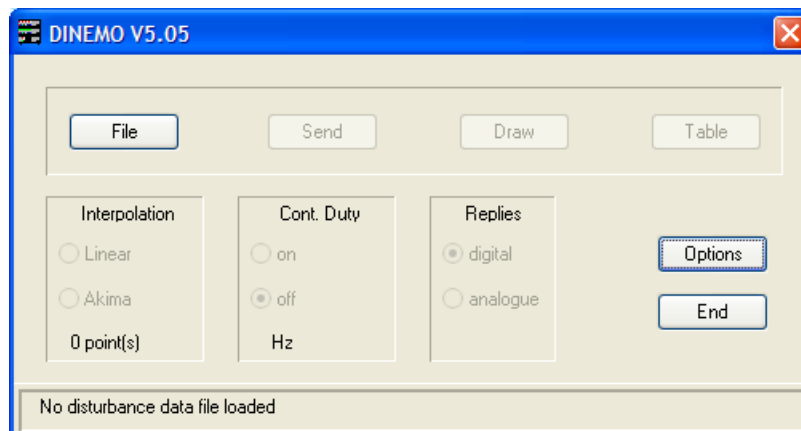 DINEMO V5.05
File Send Draw Table
Interpolation Cont. Duty Replies
Linear on digital Options
Akima off analogue End
0 point(s) Hz
No disturbance data file loaded